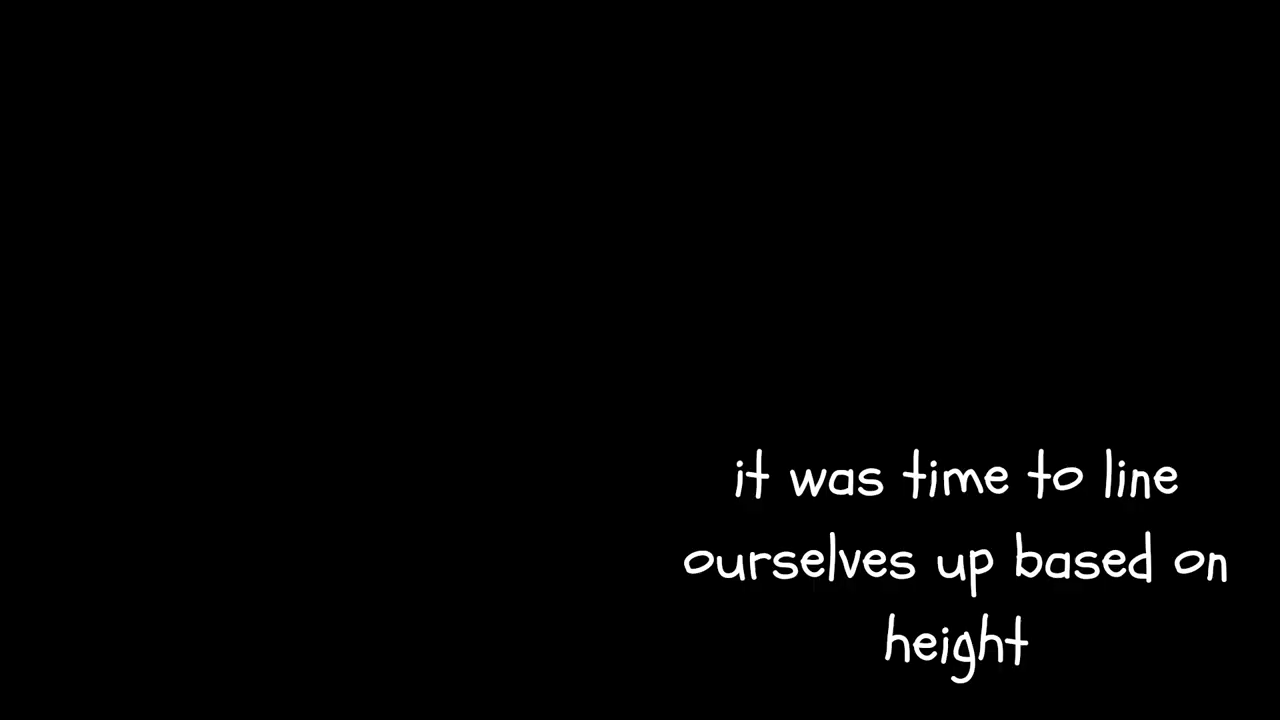 it was time to line
ourselves up based on
height